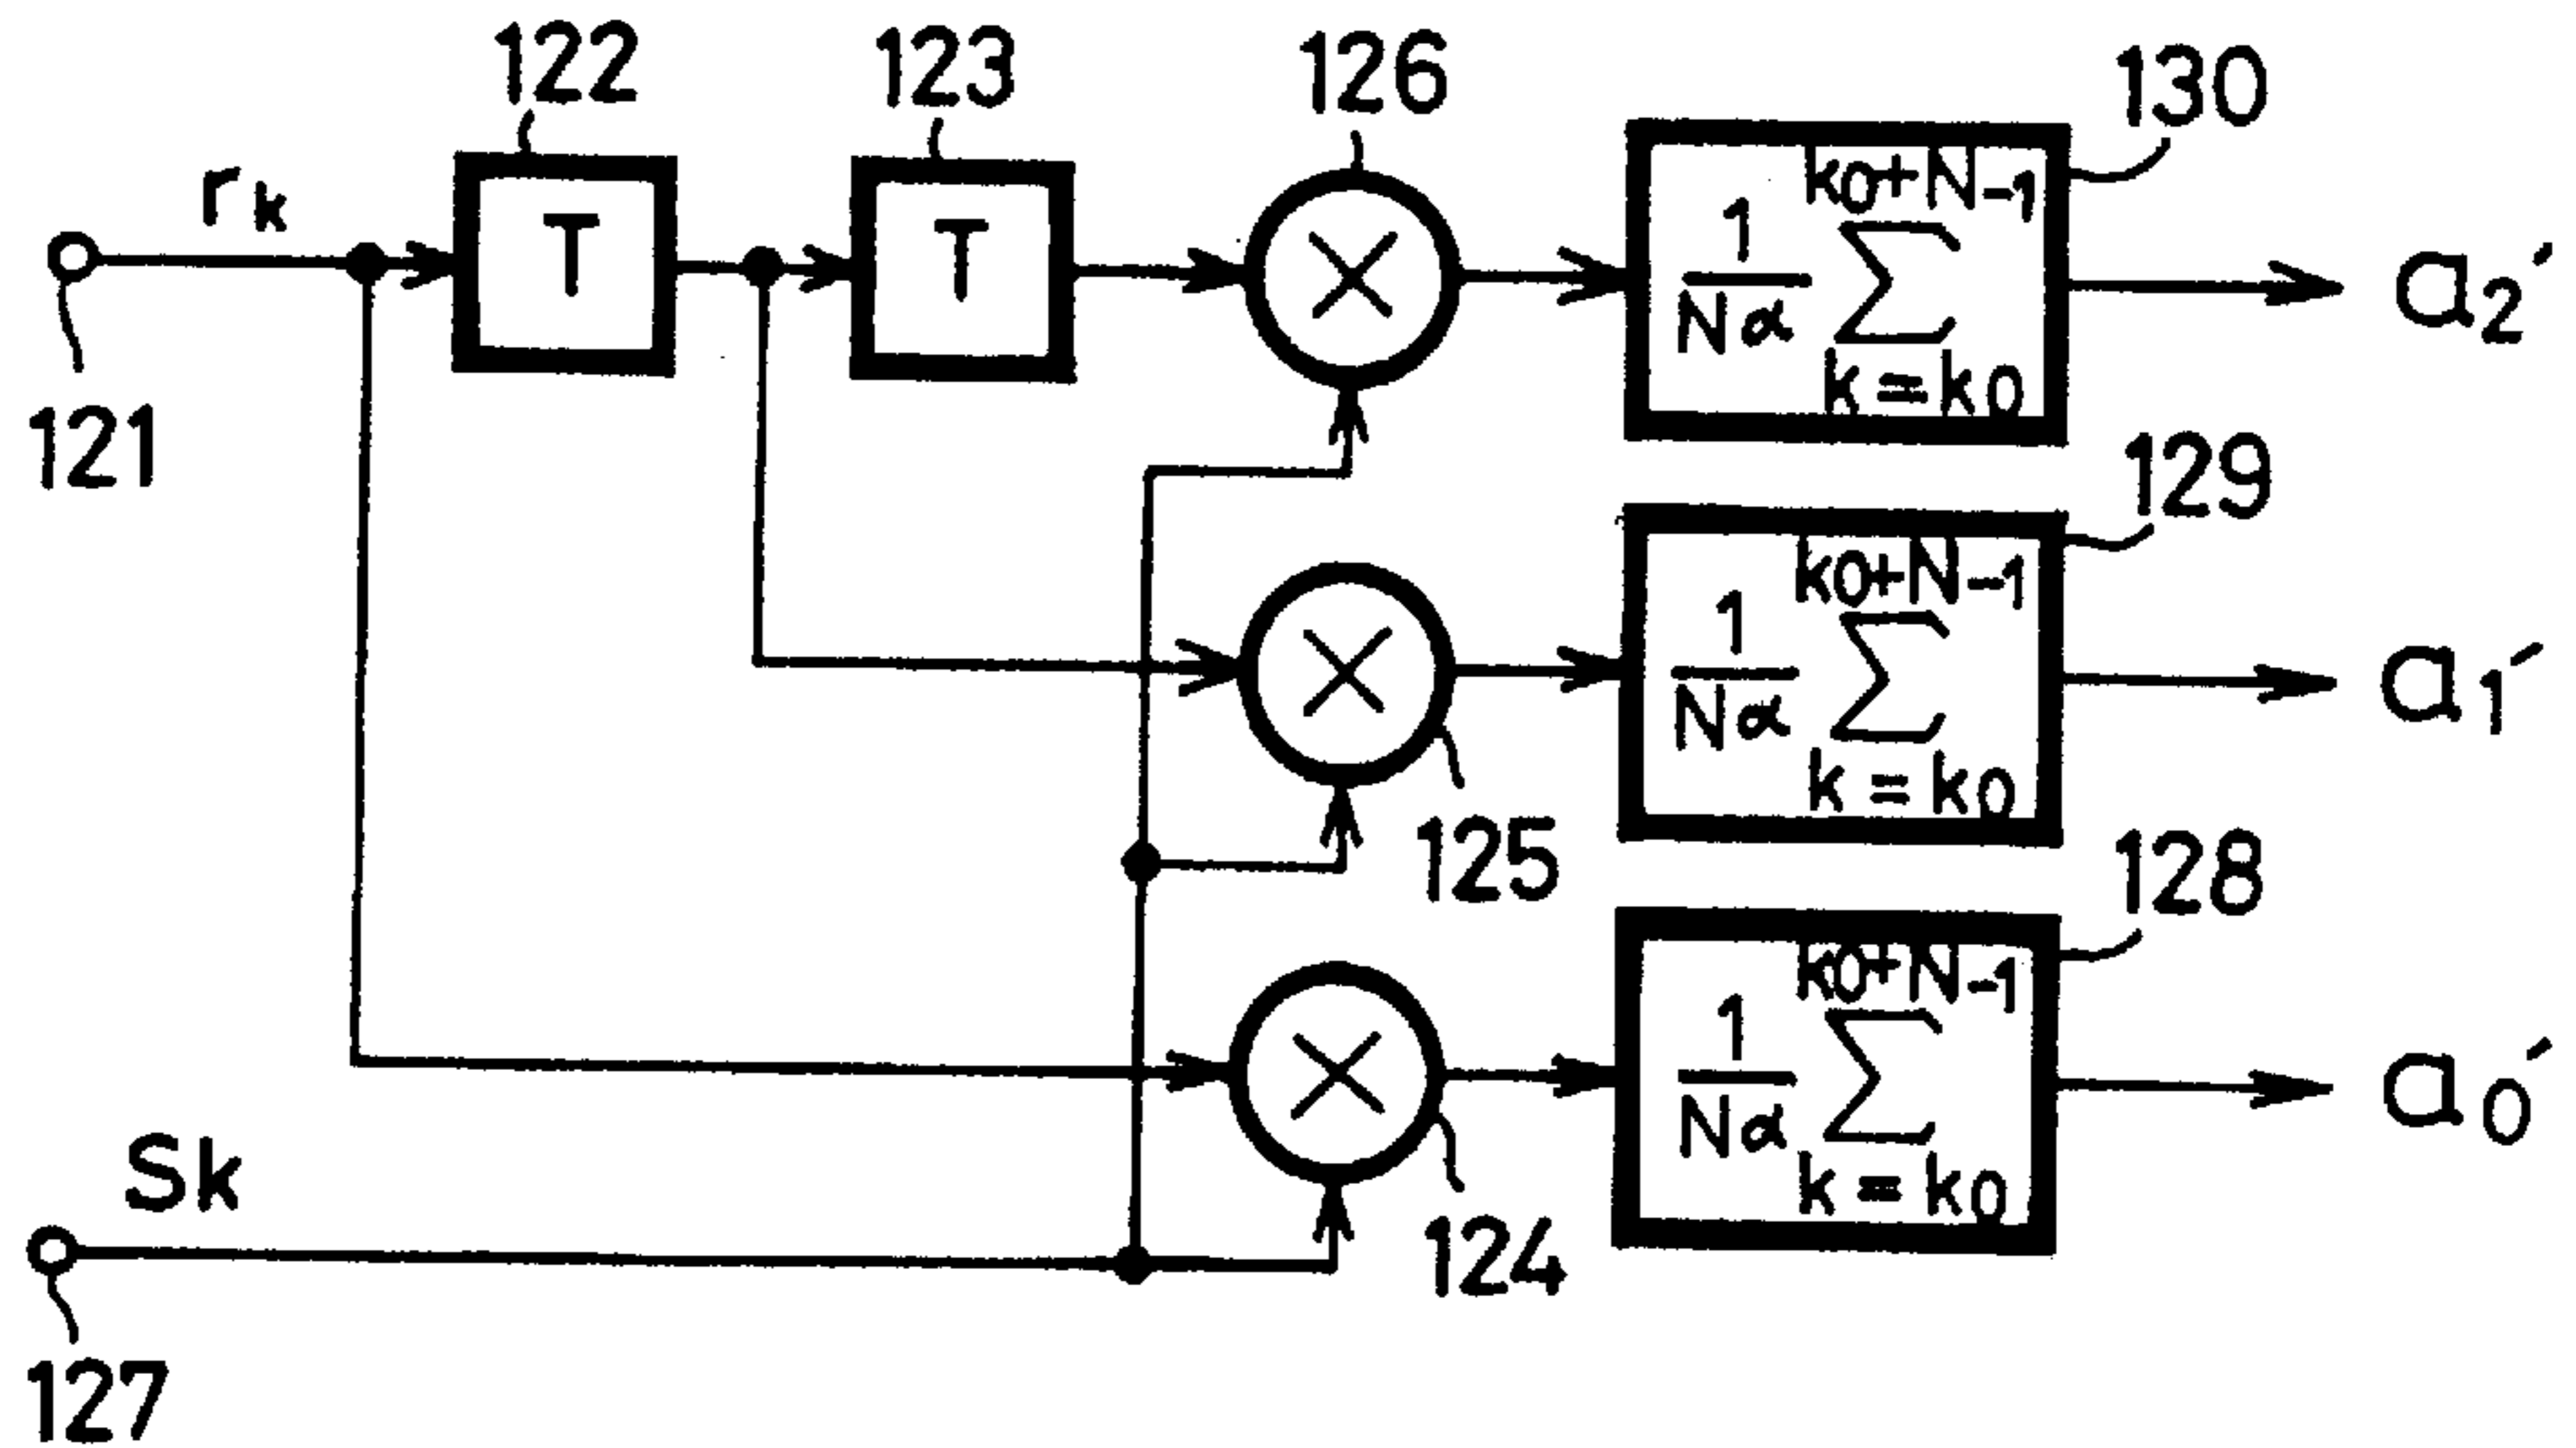 122
123
126
130
r_k
T
T
×
1/Nα Σ k=k0 k0+N-1
a2′
121
129
×
1/Nα Σ k=k0 k0+N-1
a1′
125
128
×
1/Nα Σ k=k0 k0+N-1
a0′
Sk
124
127